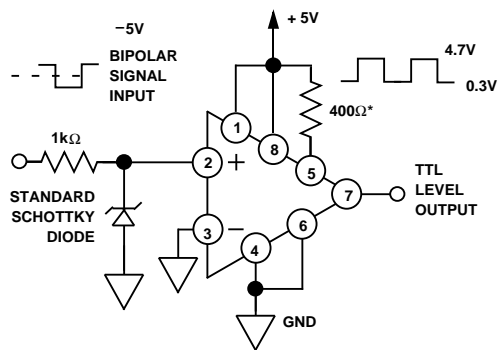 −5V
BIPOLAR
SIGNAL
INPUT
+ 5V
4.7V
0.3V
400Ω*
1kΩ
1
8
5
2
+
7
TTL
LEVEL
OUTPUT
STANDARD
SCHOTTKY
DIODE
3
−
4
6
GND